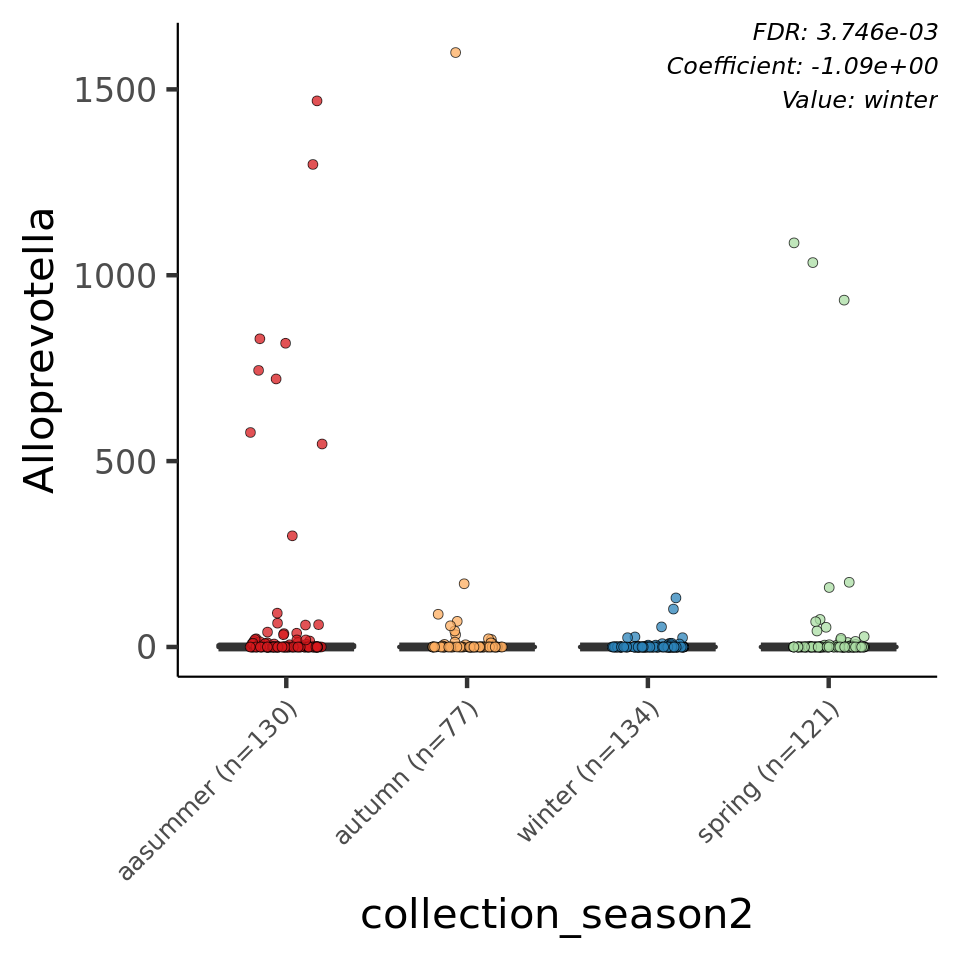 FDR: 3.746e-03
Coefficient: -1.09e+00
Value: winter
Alloprevotella
1500
1000
500
0
aasummer (n=130)
autumn (n=77)
winter (n=134)
spring (n=121)
collection_season2